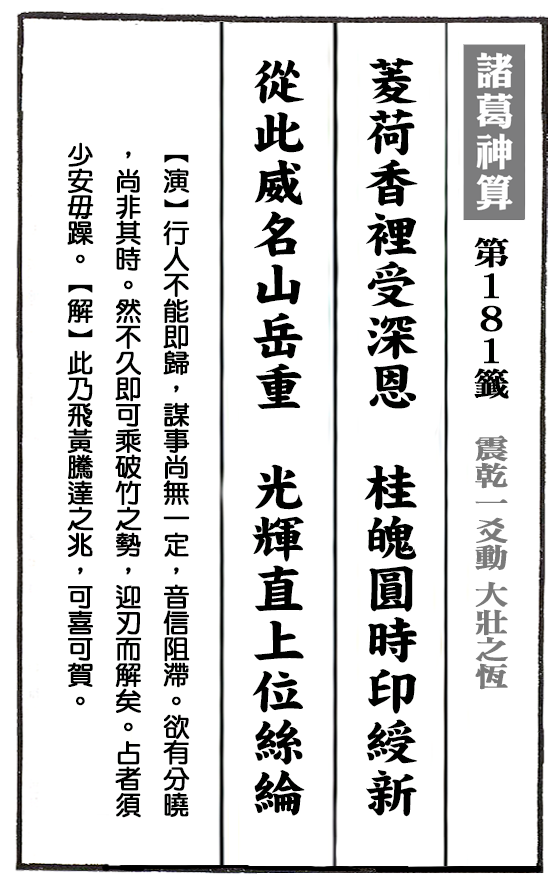 諸葛神算 第181籤 震乾一爻動 大壯之恆
菱荷香裡受深恩 桂魄圓時印綬新
從此威名山岳重 光輝直上位絲綸
【演】行人不能即歸，謀事尚無一定，音信阻滯。欲有分曉
，尚非其時。然不久即可乘破竹之勢，迎刃而解矣。占者須
少安毋躁。【解】此乃飛黃騰達之兆，可喜可賀。